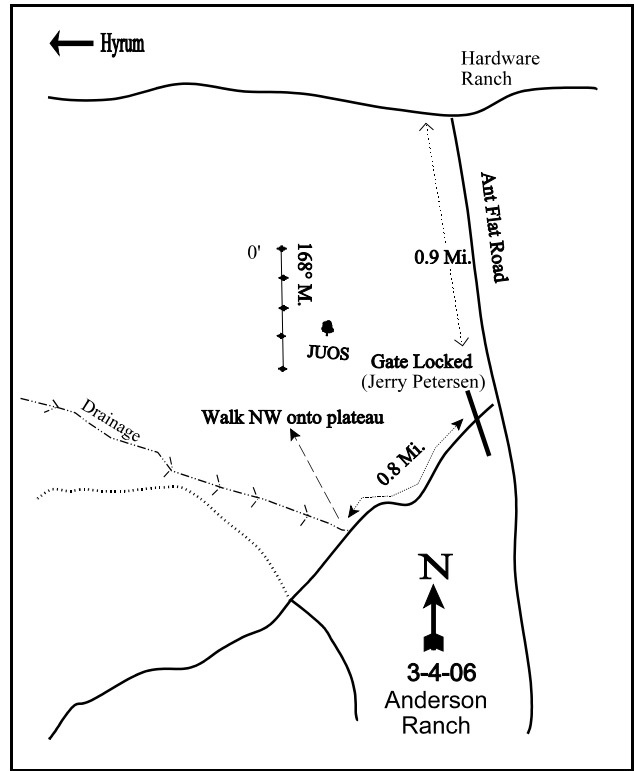 Hyrum
Hardware
Ranch
Ant Flat Road
0'
168° M.
0.9 Mi.
JUOS
Gate Locked
(Jerry Petersen)
Drainage
Walk NW onto plateau
0.8 Mi.
N
3-4-06
Anderson
Ranch